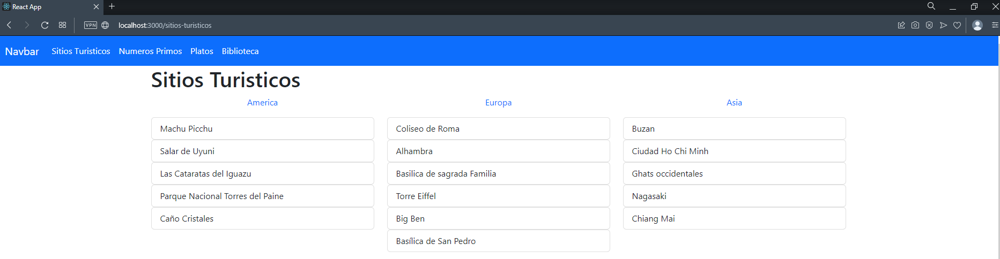 React App
VPN localhost:3000/sitios-turisticos
Navbar Sitios Turisticos Numeros Primos Platos Biblioteca
Sitios Turisticos
America
Machu Picchu
Salar de Uyuni
Las Cataratas del Iguazu
Parque Nacional Torres del Paine
Caño Cristales
Europa
Coliseo de Roma
Alhambra
Basilica de sagrada Familia
Torre Eiffel
Big Ben
Basílica de San Pedro
Asia
Buzan
Ciudad Ho Chi Minh
Ghats occidentales
Nagasaki
Chiang Mai